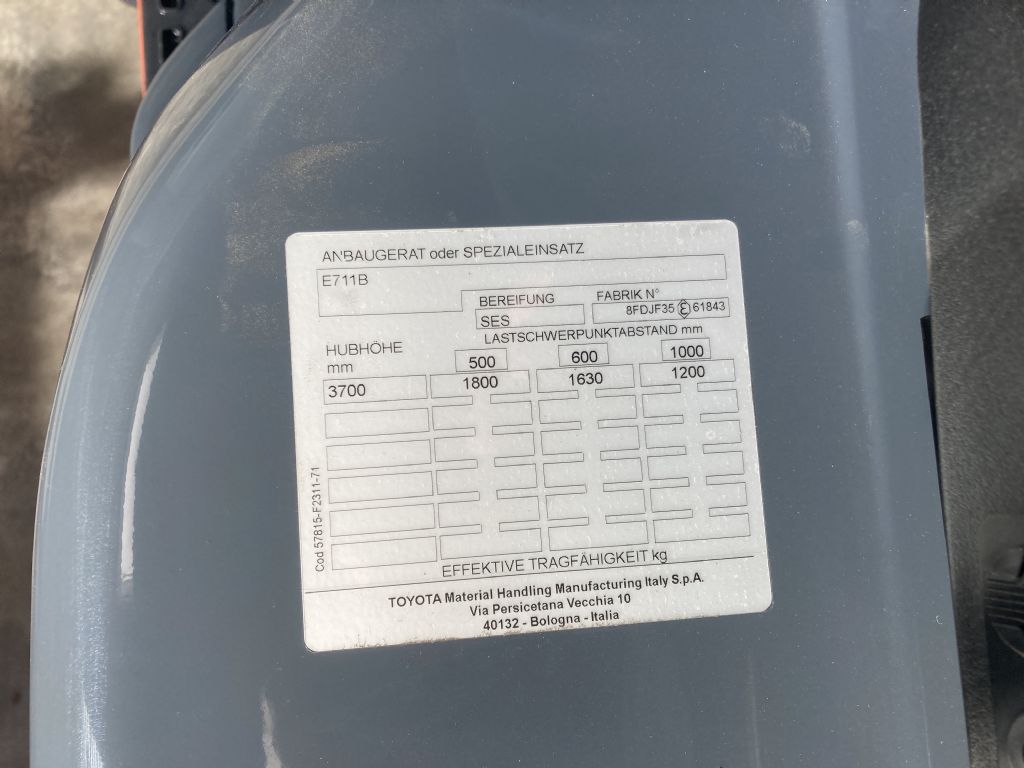 ANBAUGERAT oder SPEZIALEINSATZ
E711B
BEREIFUNG
FABRIK N°
SES
8FDJF35 E 61843
LASTSCHWERPUNKTABSTAND mm
HUBHÖHE
mm
500 600 1000
3700 1800 1630 1200
Cod 57815-F2311-71
EFFEKTIVE TRAGFÄHIGKEIT kg
TOYOTA Material Handling Manufacturing Italy S.p.A.
Via Persicetana Vecchia 10
40132 - Bologna - Italia